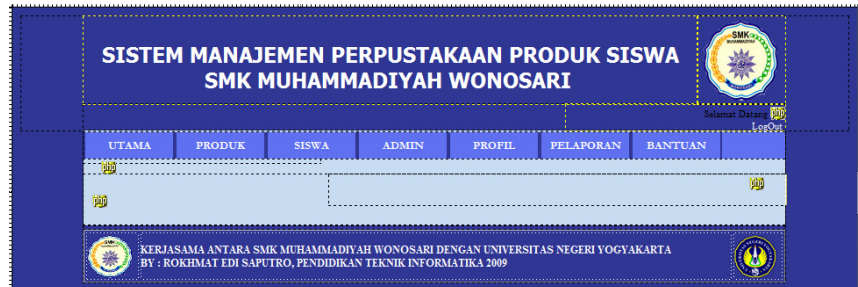 SISTEM MANAJEMEN PERPUSTAKAAN PRODUK SISWA
SMK MUHAMMADIYAH WONOSARI
SMK
Selamat Datang php
LogOut
UTAMA PRODUK SISWA ADMIN PROFIL PELAPORAN BANTUAN
php
php
php
KERJASAMA ANTARA SMK MUHAMMADIYAH WONOSARI DENGAN UNIVERSITAS NEGERI YOGYAKARTA
BY : ROKHMAT EDI SAPUTRO, PENDIDIKAN TEKNIK INFORMATIKA 2009